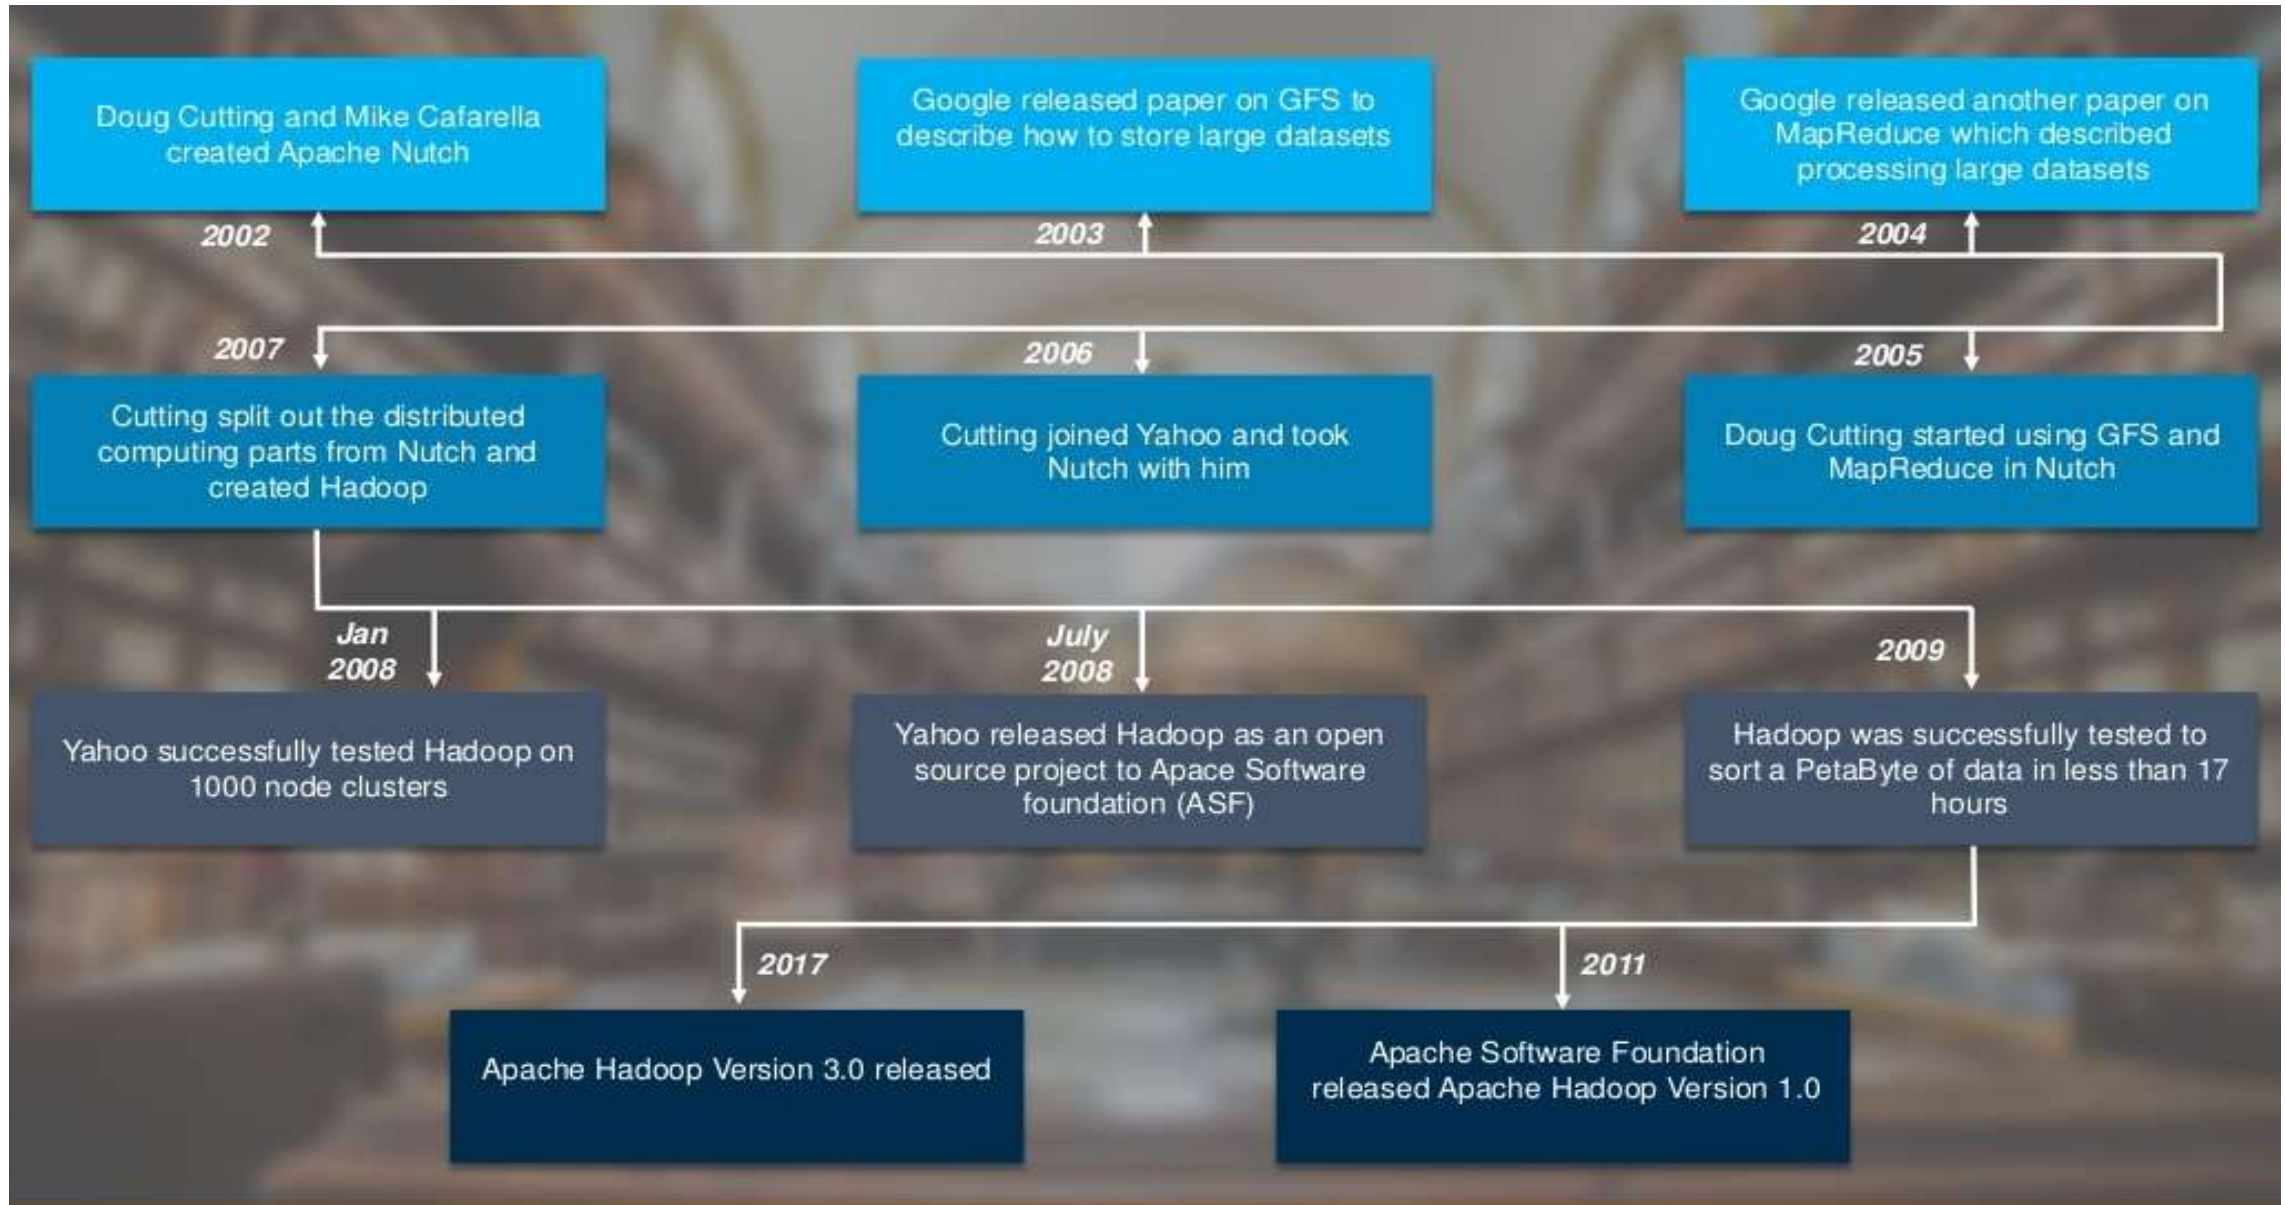 Doug Cutting and Mike Cafarella
created Apache Nutch
2002
Google released paper on GFS to
describe how to store large datasets
2003
Google released another paper on
MapReduce which described
processing large datasets
2004
2007
Cutting split out the distributed
computing parts from Nutch and
created Hadoop
2006
Cutting joined Yahoo and took
Nutch with him
2005
Doug Cutting started using GFS and
MapReduce in Nutch
Jan
2008
Yahoo successfully tested Hadoop on
1000 node clusters
July
2008
Yahoo released Hadoop as an open
source project to Apace Software
foundation (ASF)
2009
Hadoop was successfully tested to
sort a PetaByte of data in less than 17
hours
2017
Apache Hadoop Version 3.0 released
2011
Apache Software Foundation
released Apache Hadoop Version 1.0